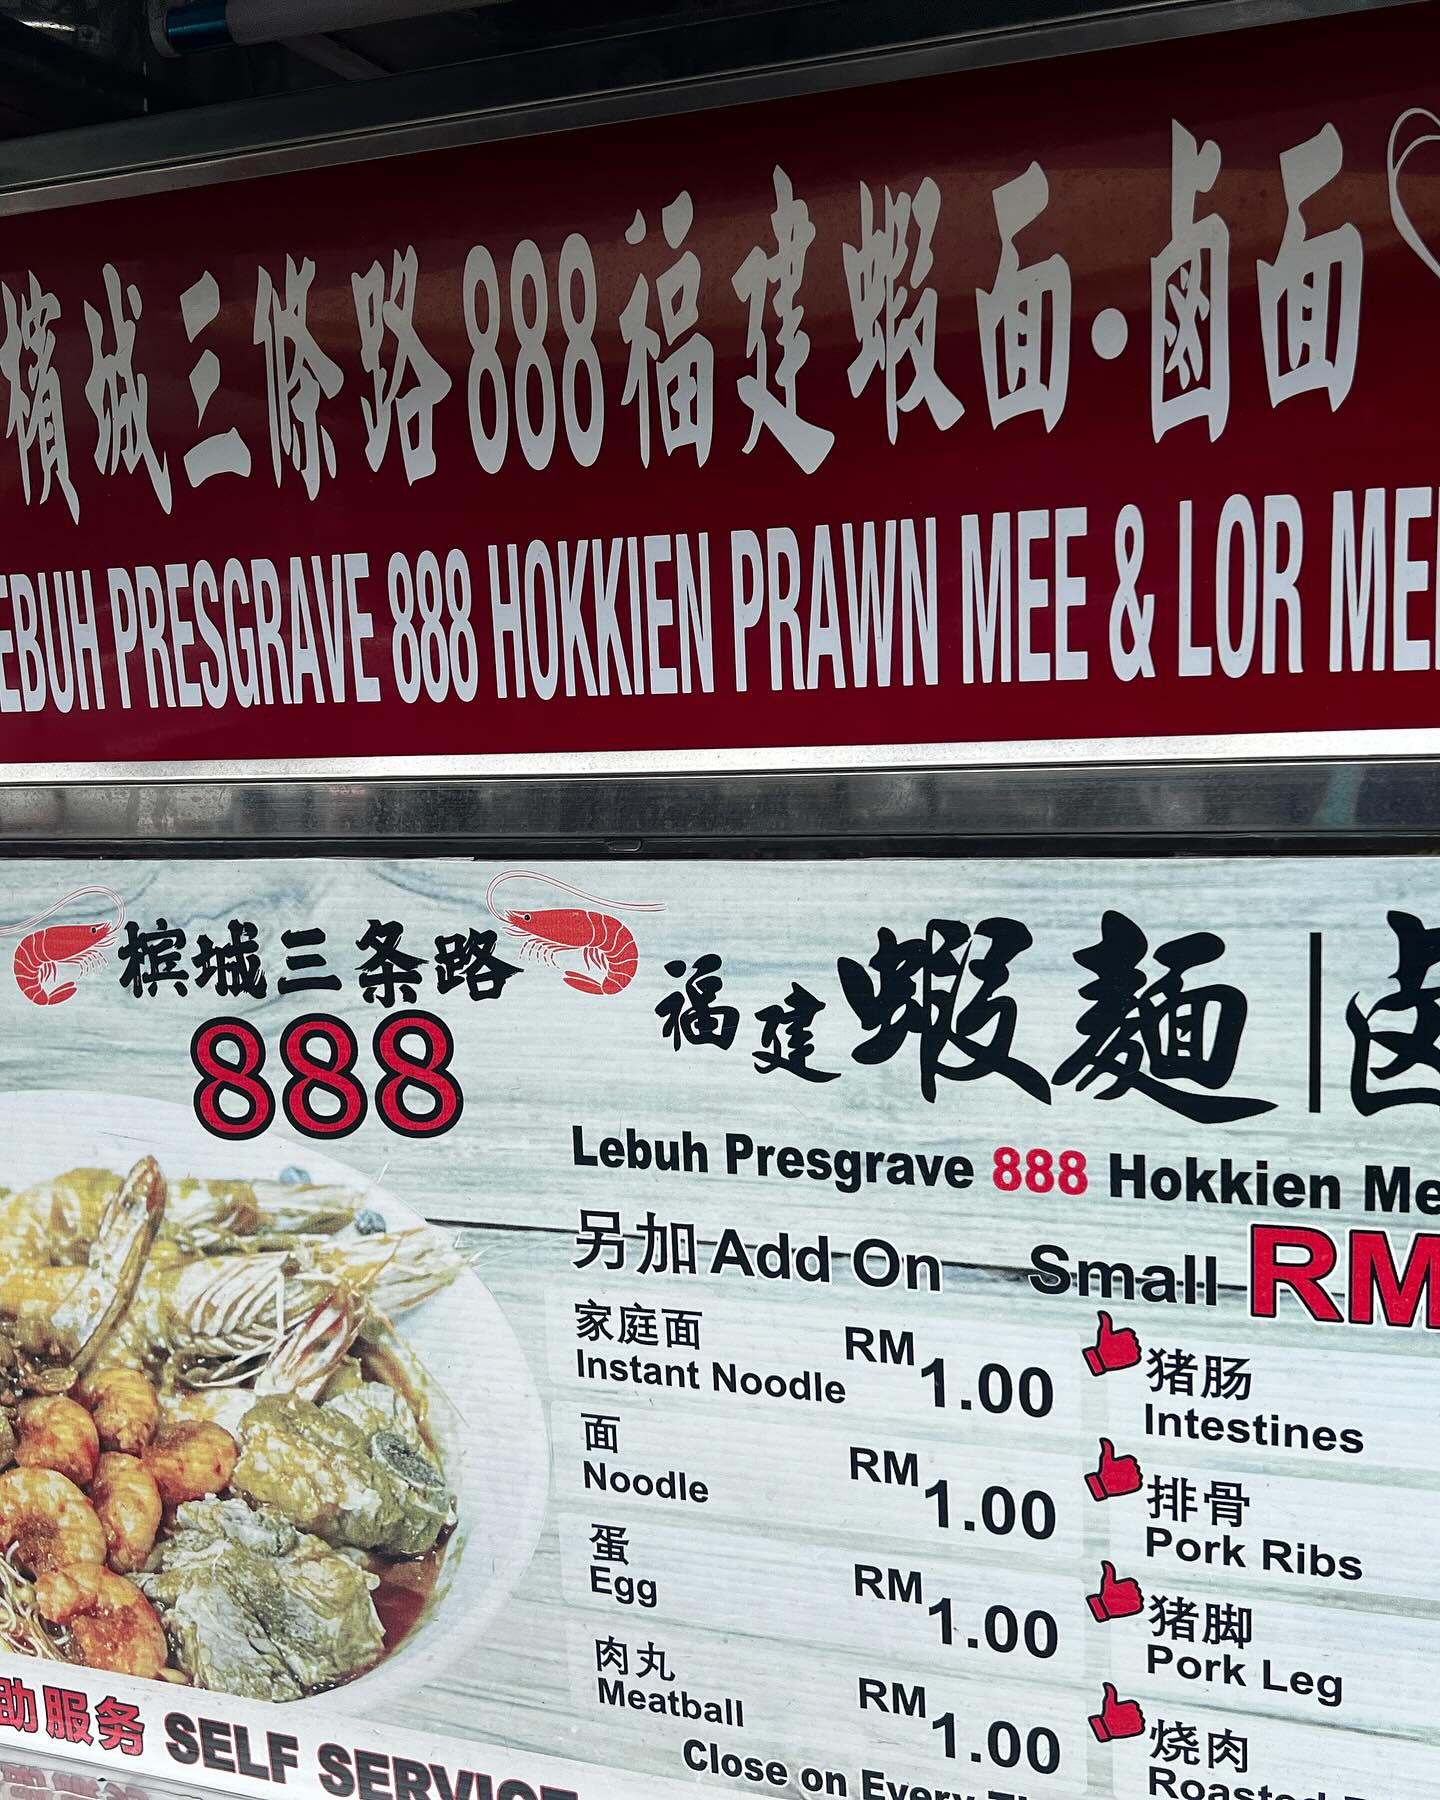 檳城三條路888福建蝦面·鹵面
EBUH PRESGRAVE 888 HOKKIEN PRAWN MEE & LOR MEE
槟城三条路
888
福建蝦麵|卤
Lebuh Presgrave 888 Hokkien Me
另加 Add On Small RM
家庭面
Instant Noodle RM 1.00
面
Noodle RM 1.00
蛋
Egg RM 1.00
肉丸
Meatball RM 1.00
猪肠
Intestines
排骨
Pork Ribs
猪脚
Pork Leg
烧肉
Roasted
Close on Every
助服务 SELF SERVICE